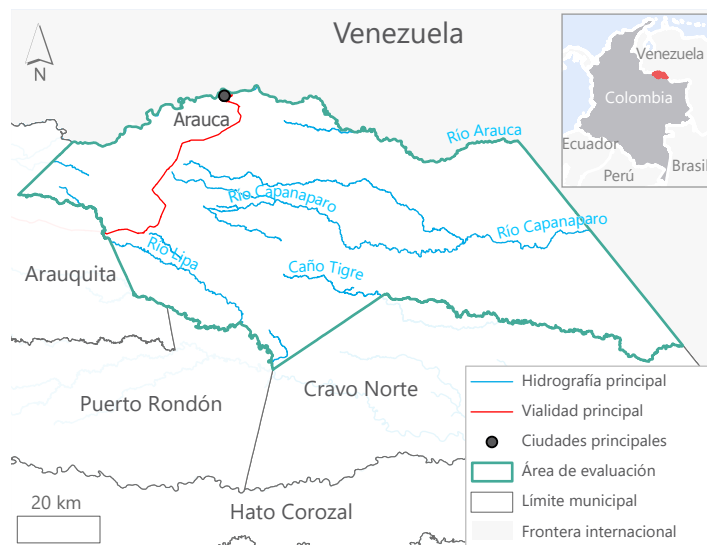 Venezuela
N
Arauca
Río Arauca
Río Capanaparo
Río Capanaparo
Río Lipa
Caño Tigre
Arauquita
Puerto Rondón
Cravo Norte
Hato Corozal
20 km
Venezuela
Colombia
Ecuador
Perú
Brasil
Hidrografía principal
Vialidad principal
Ciudades principales
Área de evaluación
Límite municipal
Frontera internacional